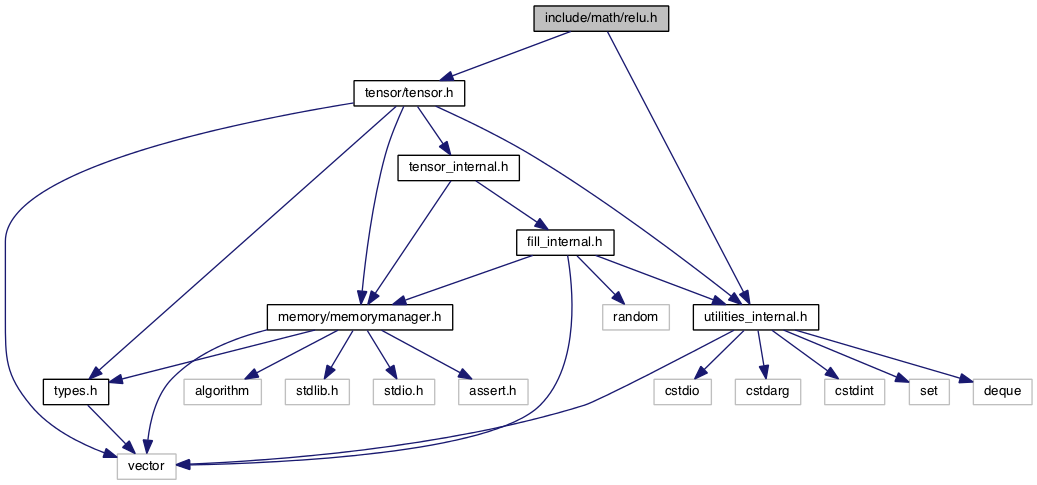 include/math/relu.h
tensor/tensor.h
tensor_internal.h
fill_internal.h
memory/memorymanager.h
random
utilities_internal.h
types.h
algorithm
stdlib.h
stdio.h
assert.h
cstdio
cstdarg
cstdint
set
deque
vector